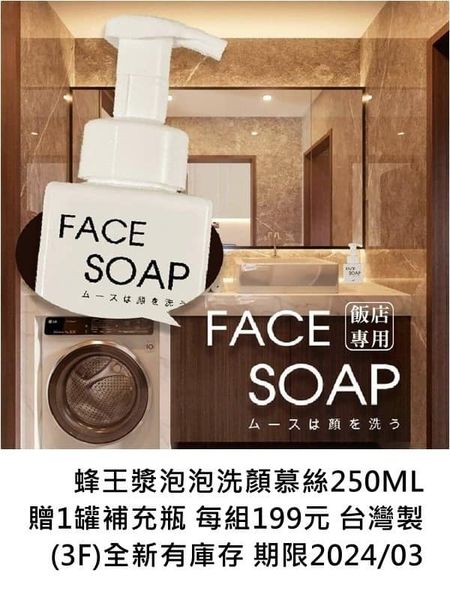 FACE
SOAP
ムースは顔を洗う
FACE
飯店
專用
SOAP
ムースは顔を洗う
蜂王漿泡泡洗顏慕絲250ML
贈1罐補充瓶 每組199元 台灣製
(3F)全新有庫存 期限2024/03